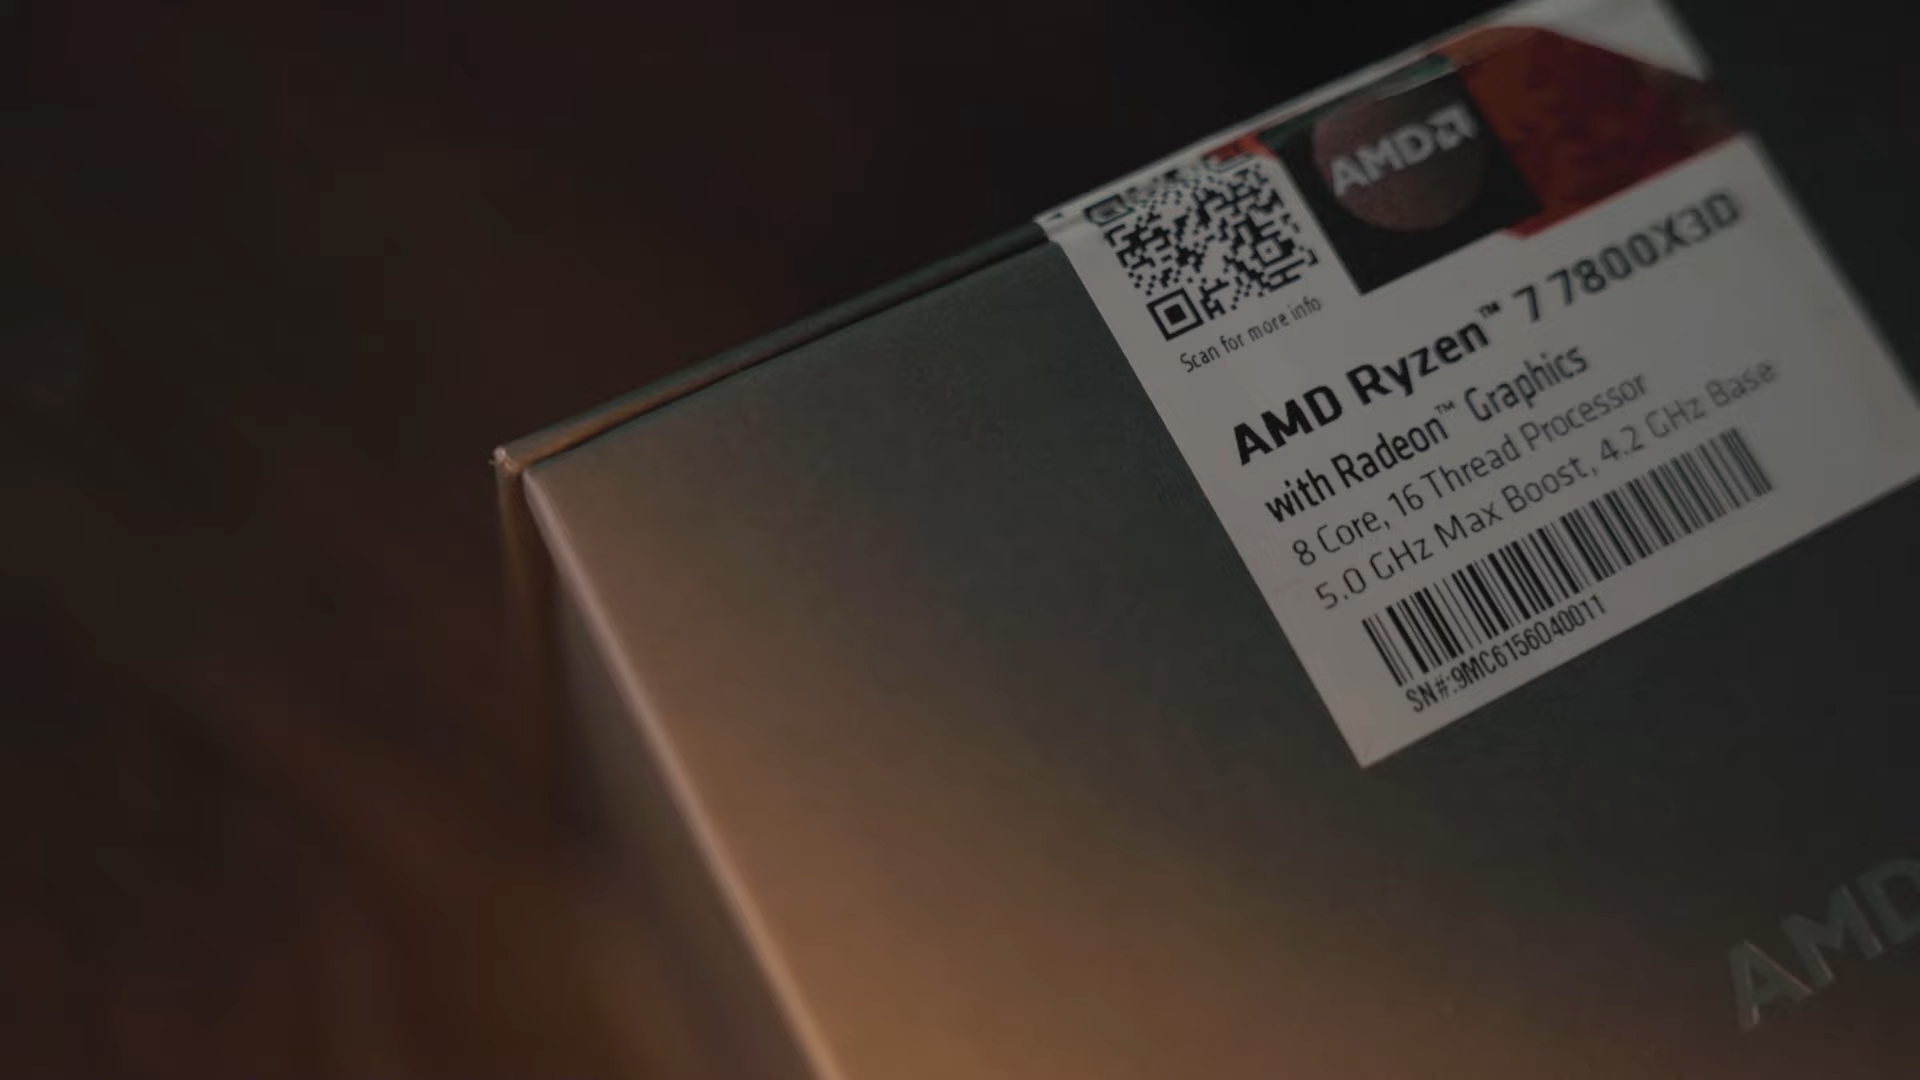 AMD
Scan for more info
AMD Ryzen™ 7 7800X3D
with Radeon™ Graphics
8 Core, 16 Thread Processor
5.0 GHz Max Boost, 4.2 GHz Base
SN#:9MC6156O40011
AMD